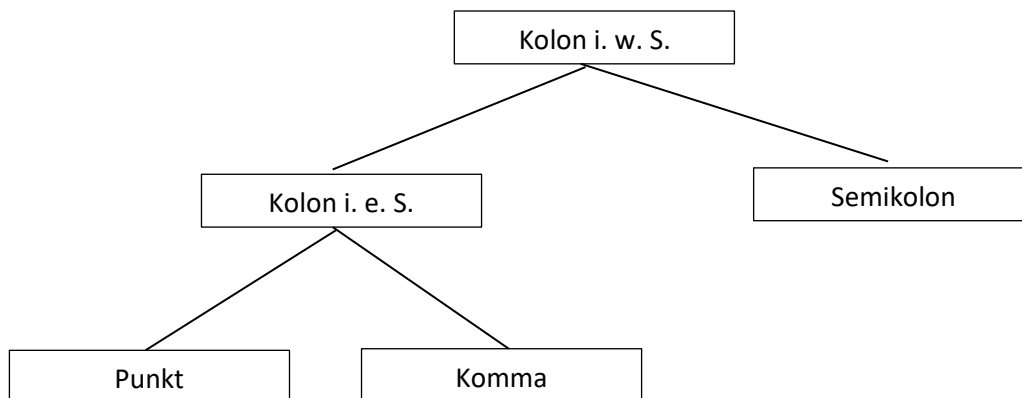 Kolon i. w. S.
Kolon i. e. S.
Semikolon
Punkt
Komma